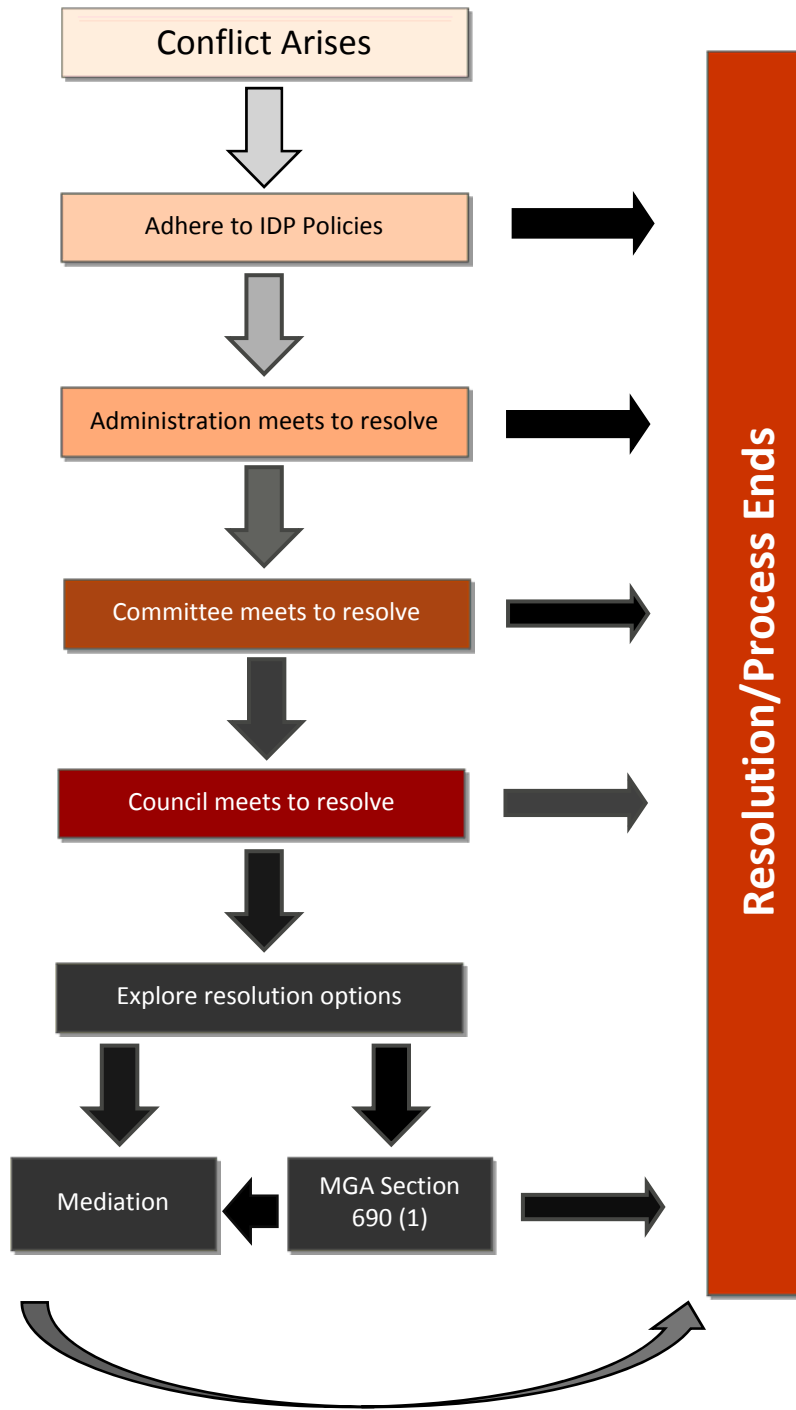 Conflict Arises
Adhere to IDP Policies
Administration meets to resolve
Committee meets to resolve
Council meets to resolve
Explore resolution options
Mediation
MGA Section
690 (1)
Resolution/Process Ends